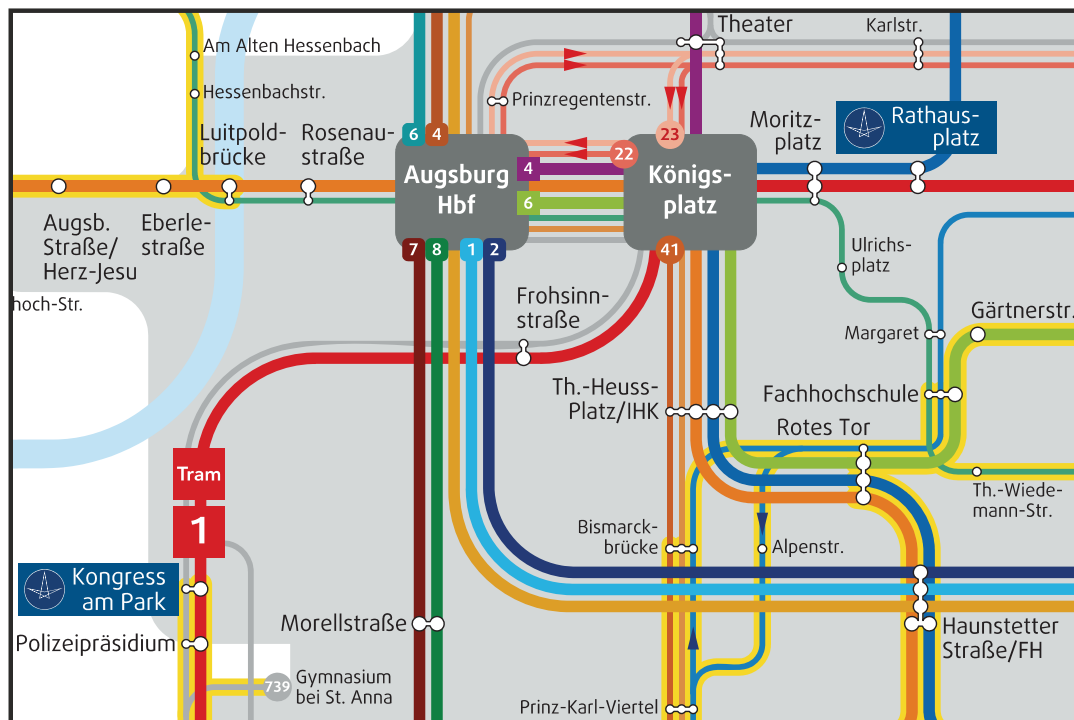 Theater
Karlstr.
Am Alten Hessenbach
Hessenbachstr.
Prinzregentenstr.
Luitpold-
brücke
Rosenau-
straße
6
4
23
22
Moritz-
platz
Rathaus-
platz
Augsburg
Hbf
4
6
Königs-
platz
Augsb.
Straße/
Herz-Jesu
Eberle-
straße
7
8
1
2
41
Ulrichs-
platz
hoch-Str.
Frohsinn-
straße
Gärtnerstr.
Margaret
Th.-Heuss-
Platz/IHK
Fachhochschule
Rotes Tor
Tram
1
Th.-Wiede-
mann-Str.
Bismarck-
brücke
Alpenstr.
Kongress
am Park
Polizeipräsidium
Morellstraße
Haunstetter
Straße/FH
739
Gymnasium
bei St. Anna
Prinz-Karl-Viertel